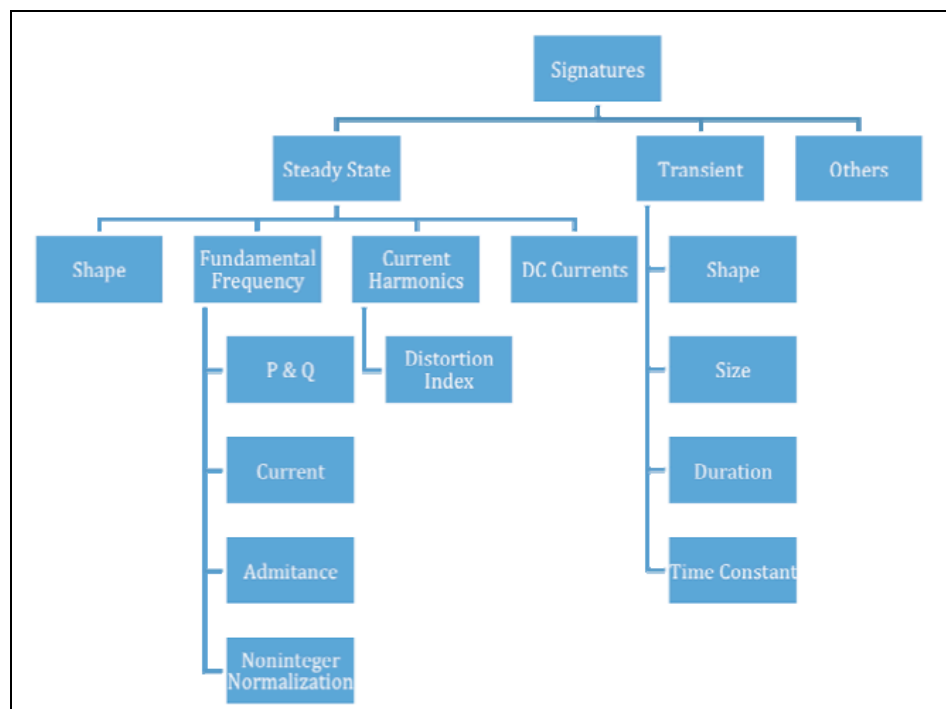 Signatures
Steady State
Transient
Others
Shape
Fundamental
Frequency
Current
Harmonics
DC Currents
Shape
P & Q
Distortion
Index
Size
Current
Duration
Admitance
Time Constant
Noninteger
Normalization